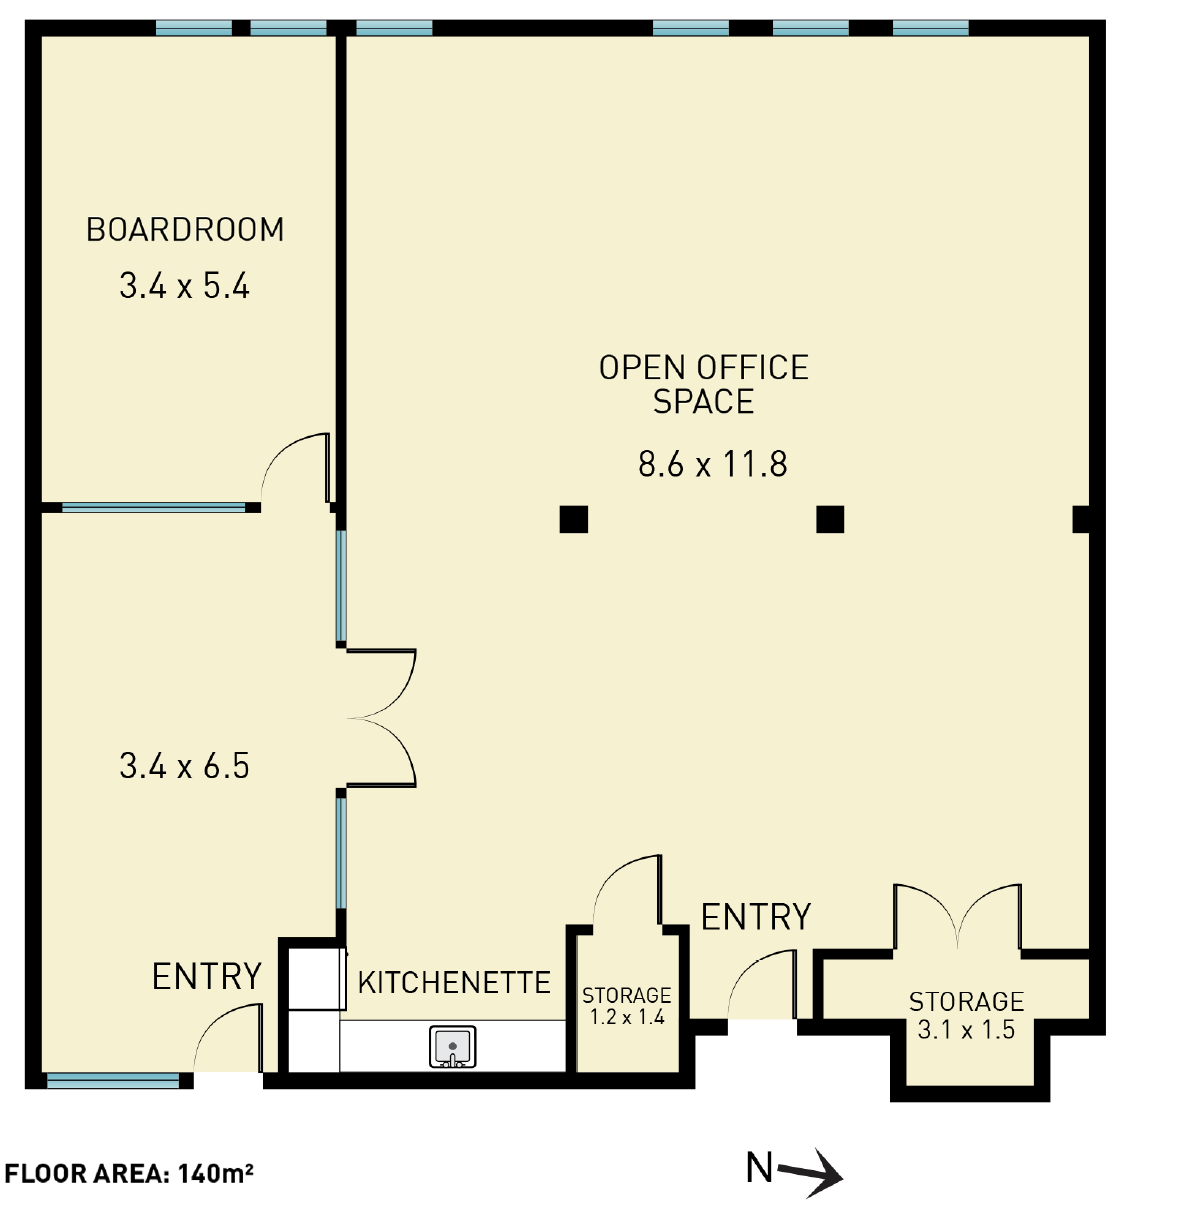 BOARDROOM
3.4 x 5.4
OPEN OFFICE
SPACE
8.6 x 11.8
3.4 x 6.5
ENTRY
ENTRY
KITCHENETTE
STORAGE
1.2 x 1.4
STORAGE
3.1 x 1.5
FLOOR AREA: 140m²
N